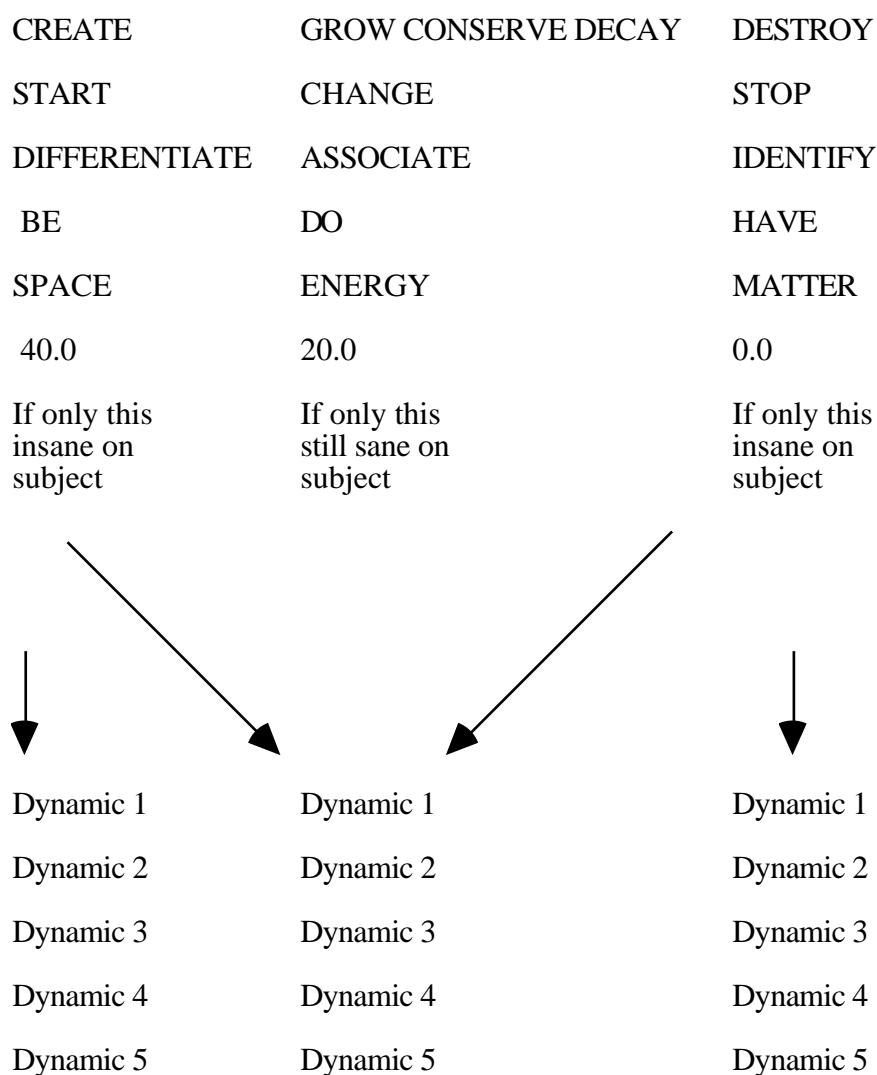 CREATE GROW CONSERVE DECAY DESTROY
START CHANGE STOP
DIFFERENTIATE ASSOCIATE IDENTIFY
BE DO HAVE
SPACE ENERGY MATTER
40.0 20.0 0.0
If only this If only this If only this
insane on still sane on insane on
subject subject subject
Dynamic 1 Dynamic 1 Dynamic 1
Dynamic 2 Dynamic 2 Dynamic 2
Dynamic 3 Dynamic 3 Dynamic 3
Dynamic 4 Dynamic 4 Dynamic 4
Dynamic 5 Dynamic 5 Dynamic 5